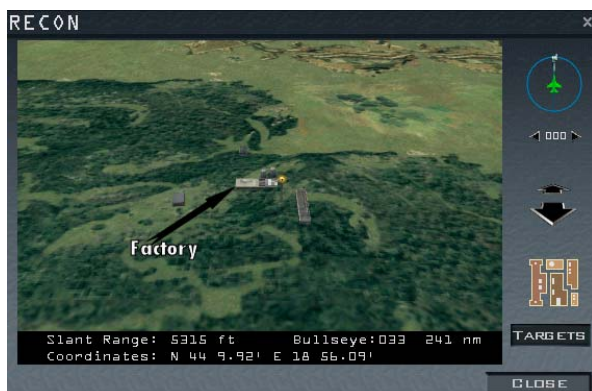 RECON
×
000
Factory
Slant Range: 5315 ft Bullseye:033 241 nm
Coordinates: N 44 9.92' E 18 56.09'
TARGETS
CLOSE